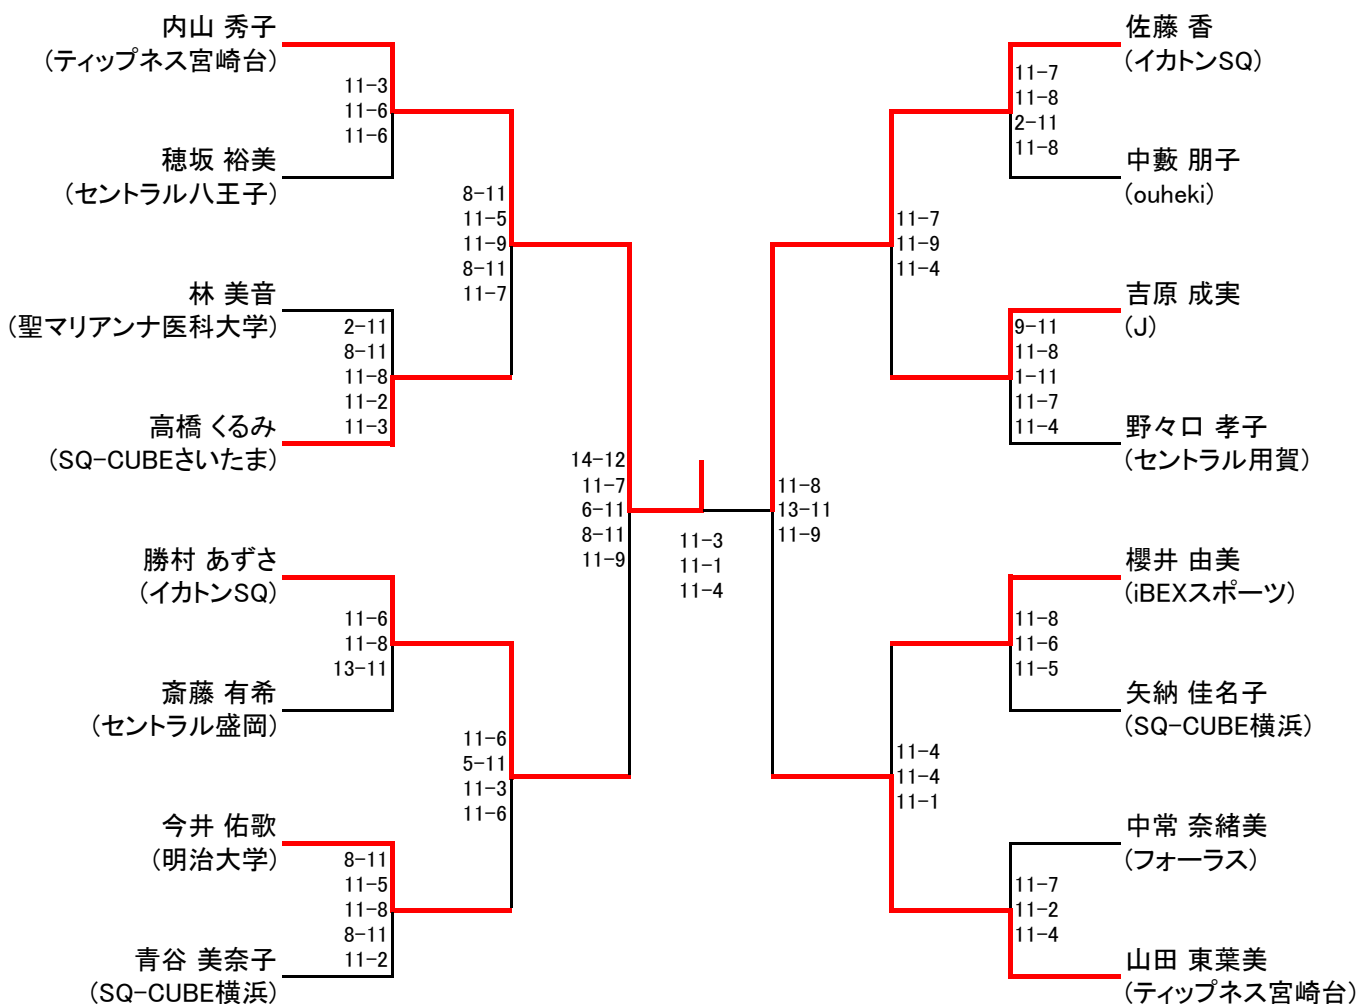 内山 秀子
(ティップネス宮崎台)
11-3
11-6
11-6
穂坂 裕美
(セントラル八王子)
8-11
11-5
11-9
8-11
11-7
林 美音
(聖マリアンナ医科大学)
2-11
8-11
11-8
11-2
11-3
高橋 くるみ
(SQ-CUBEさいたま)
14-12
11-7
6-11
8-11
11-9
勝村 あずさ
(イカトンSQ)
11-6
11-8
13-11
斎藤 有希
(セントラル盛岡)
11-6
5-11
11-3
11-6
今井 佑歌
(明治大学)
8-11
11-5
11-8
8-11
11-2
青谷 美奈子
(SQ-CUBE横浜)
11-3
11-1
11-4
佐藤 香
(イカトンSQ)
11-7
11-8
2-11
11-8
中藪 朋子
(ouheki)
11-7
11-9
11-4
吉原 成実
(J)
9-11
11-8
1-11
11-7
11-4
野々口 孝子
(セントラル用賀)
11-8
13-11
11-9
櫻井 由美
(iBEXスポーツ)
11-8
11-6
11-5
矢納 佳名子
(SQ-CUBE横浜)
11-4
11-4
11-1
中常 奈緒美
(フォーラス)
11-7
11-2
11-4
山田 東葉美
(ティップネス宮崎台)